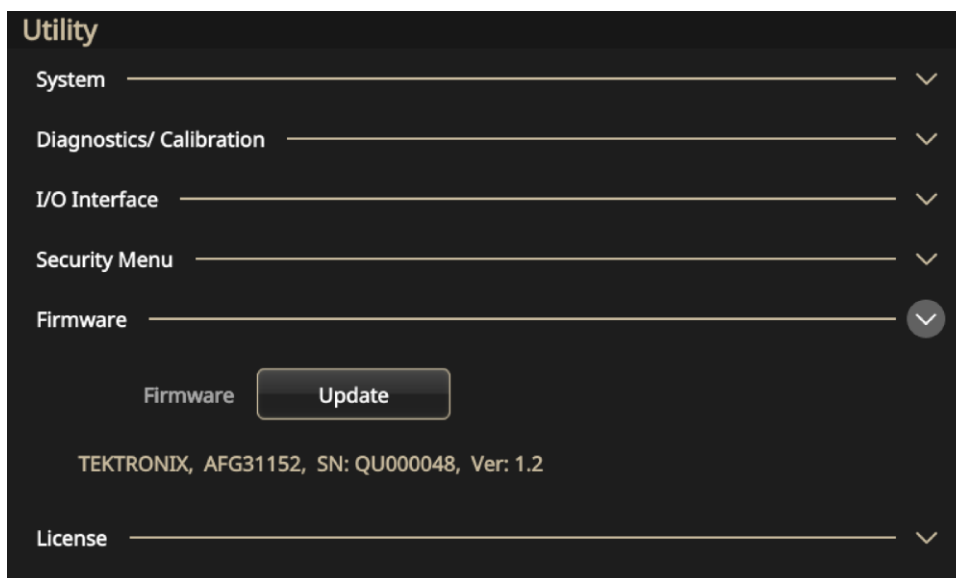 Utility
System
Diagnostics/ Calibration
I/O Interface
Security Menu
Firmware
Firmware Update
TEKTRONIX, AFG31152, SN: QU000048, Ver: 1.2
License